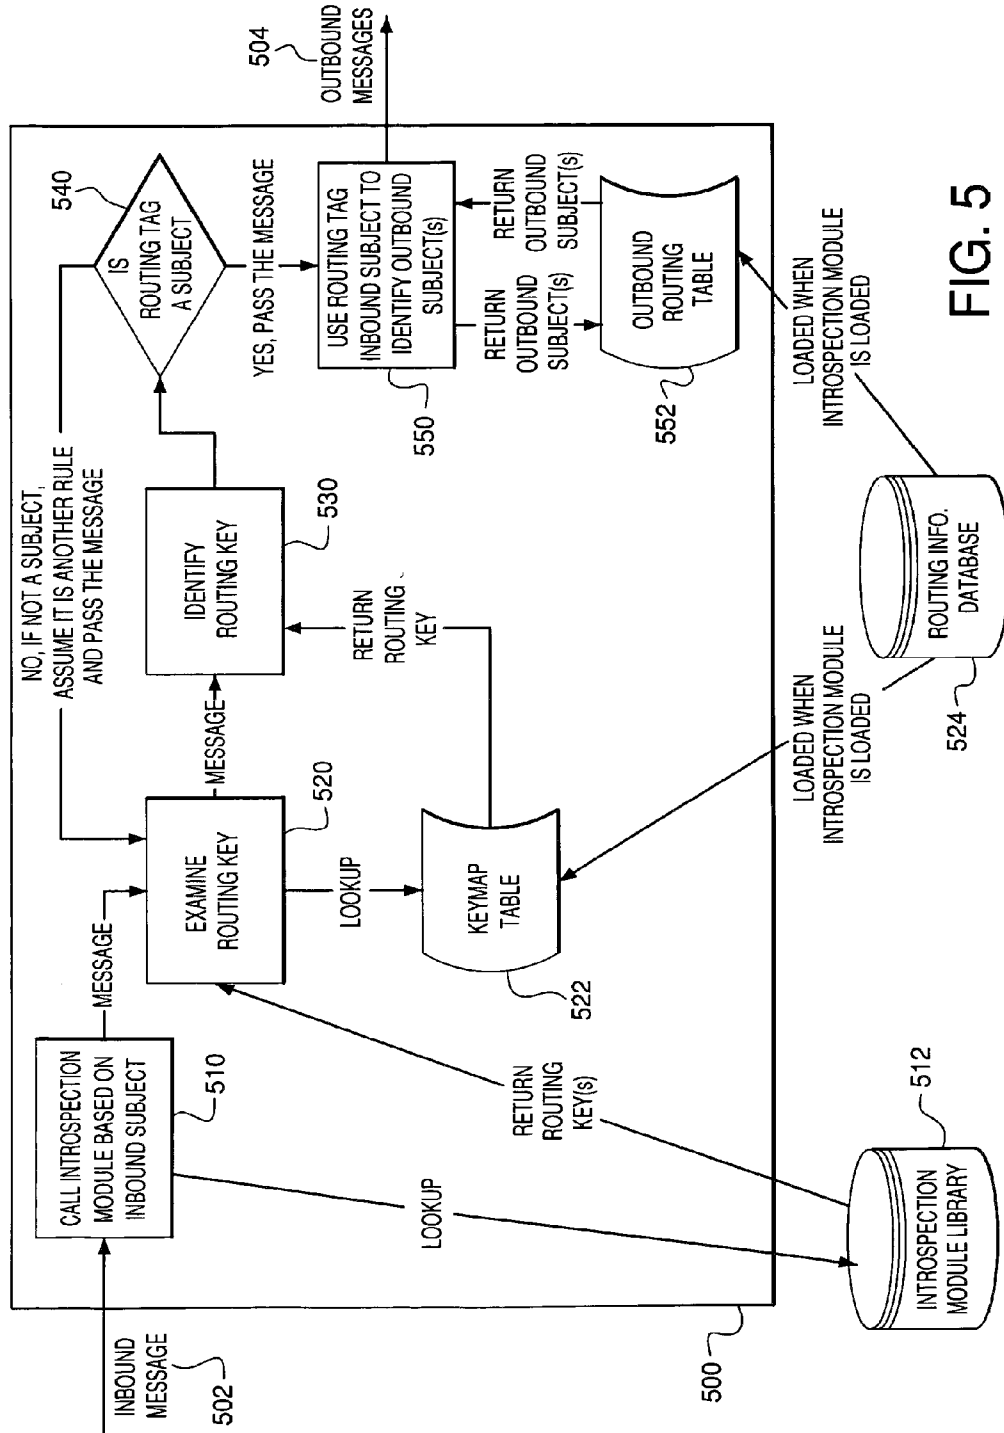 INBOUND
MESSAGE
502
CALL INTROSPECTION
MODULE BASED ON
INBOUND SUBJECT
510
MESSAGE
LOOKUP
NO, IF NOT A SUBJECT,
ASSUME IT IS ANOTHER RULE
AND PASS THE MESSAGE
EXAMINE
ROUTING KEY
520
MESSAGE
LOOKUP
KEYMAP
TABLE
522
RETURN
ROUTING
KEY(S)
IDENTIFY
ROUTING KEY
530
RETURN ROUTING
KEY
IS
ROUTING TAG
A SUBJECT
540
YES, PASS THE MESSAGE
USE ROUTING TAG
INBOUND SUBJECT TO
IDENTIFY OUTBOUND
SUBJECT(S)
550
504
OUTBOUND
MESSAGES
RETURN
OUTBOUND
SUBJECT(S)
RETURN
OUTBOUND
SUBJECT(S)
OUTBOUND
ROUTING
TABLE
552
500
INTROSPECTION
MODULE LIBRARY
512
LOADED WHEN
INTROSPECTION MODULE
IS LOADED
ROUTING INFO.
DATABASE
524
LOADED WHEN
INTROSPECTION MODULE
IS LOADED
FIG. 5